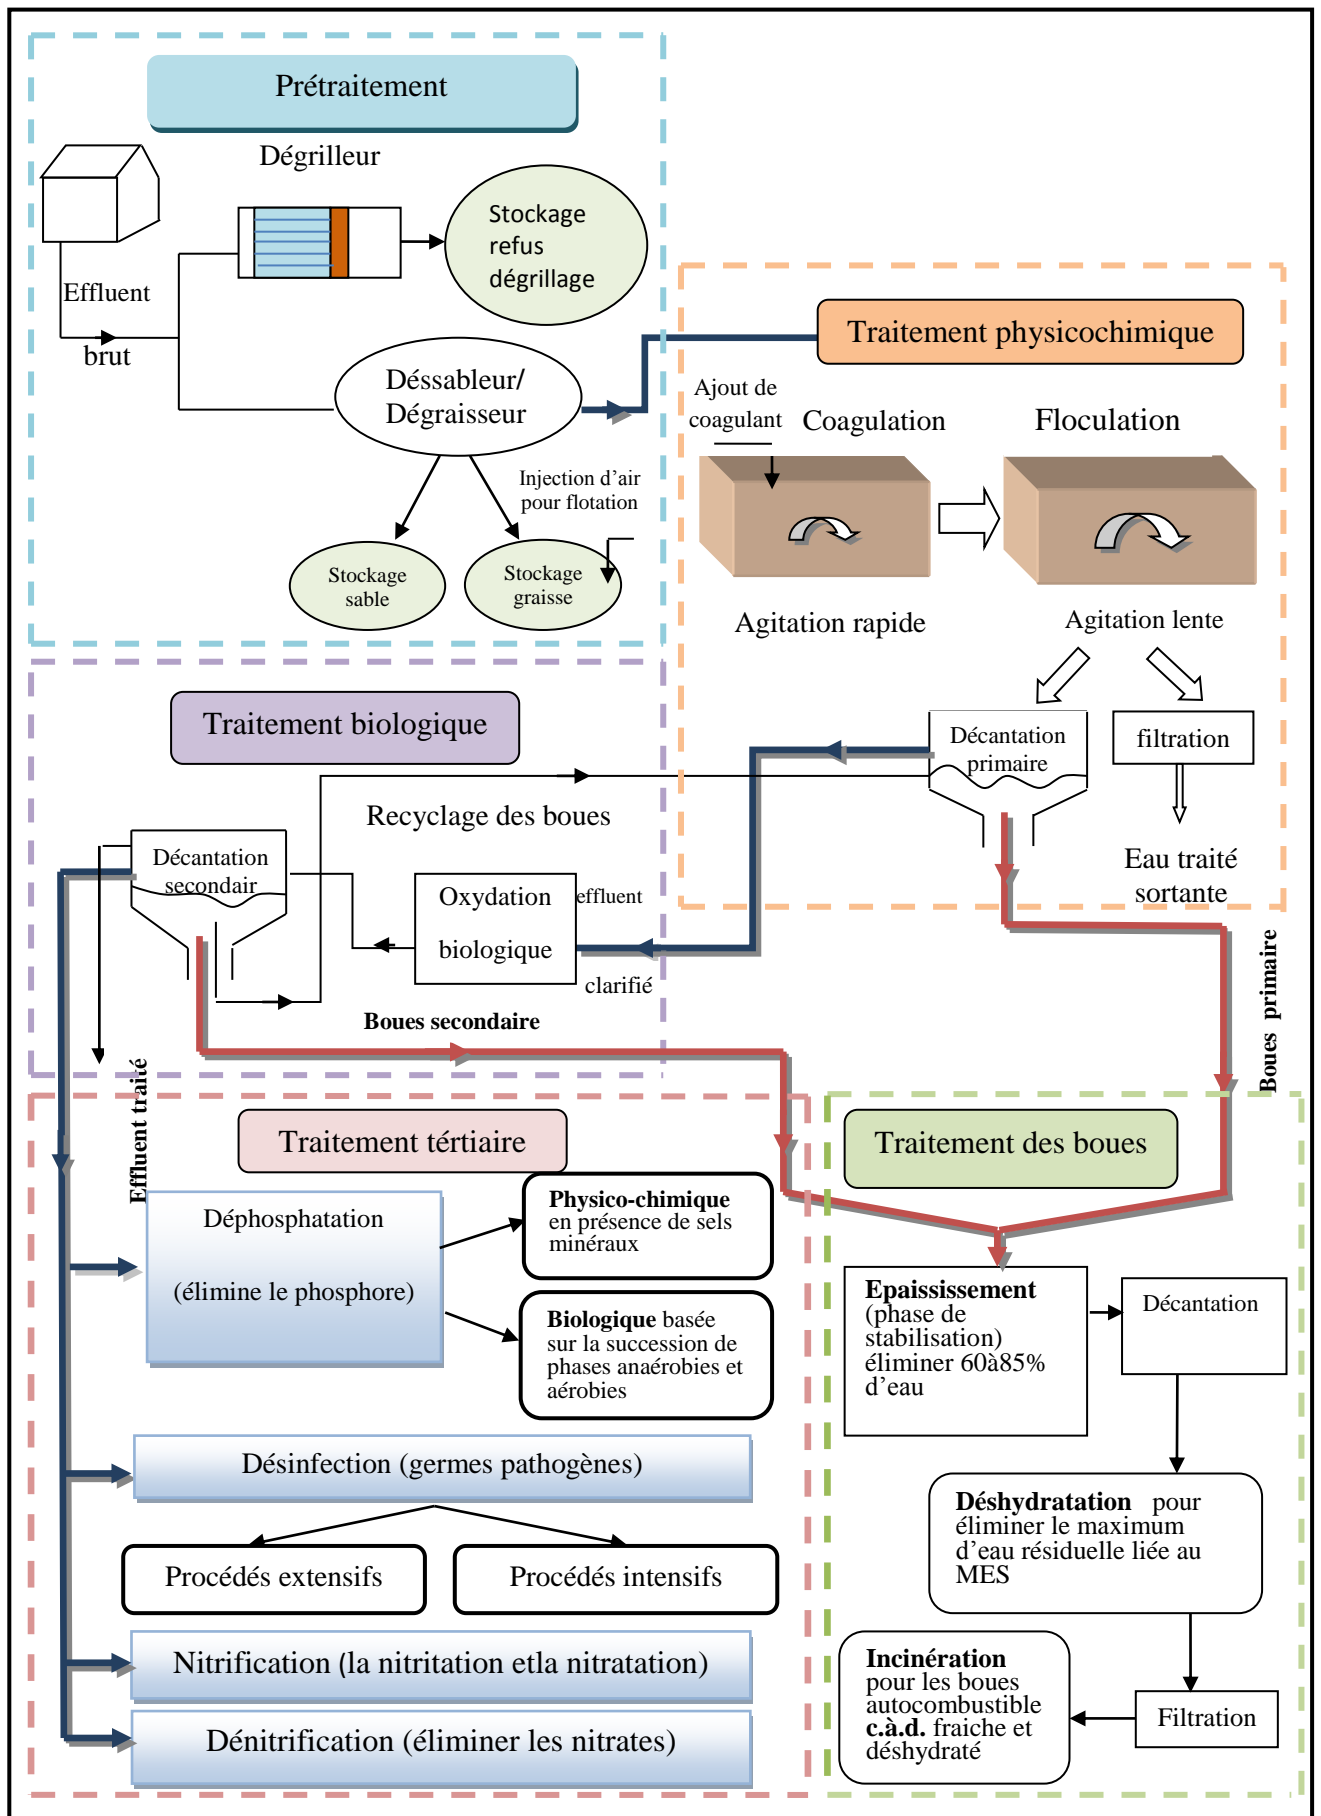 Prétraitement
Dégrilleur
Stockage
refus
dégrillage
Effluent
brut
Déssableur/
Dégraisseur
Injection d’air
pour flotation
Stockage
sable
Stockage
graisse
Traitement physicochimique
Ajout de
coagulant
Coagulation
Floculation
Agitation rapide
Agitation lente
Décantation
primaire
filtration
Eau traité
sortante
Traitement biologique
Recyclage des boues
Décantation
secondair
Oxydation
biologique
effluent
clarifié
Boues secondaire
Boues primaire
Effluent traité
Traitement tértiaire
Déphosphatation
(élimine le phosphore)
Physico-chimique
en présence de sels
minéraux
Biologique basée
sur la succession de
phases anaérobies et
aérobies
Désinfection (germes pathogènes)
Procédés extensifs
Procédés intensifs
Nitrification (la nitritation etla nitratation)
Dénitrification (éliminer les nitrates)
Traitement des boues
Epaississement
(phase de
stabilisation)
éliminer 60à85%
d’eau
Décantation
Déshydratation pour
éliminer le maximum
d’eau résiduelle liée au
MES
Incinération
pour les boues
autocombustible
c.à.d. fraiche et
déshydraté
Filtration